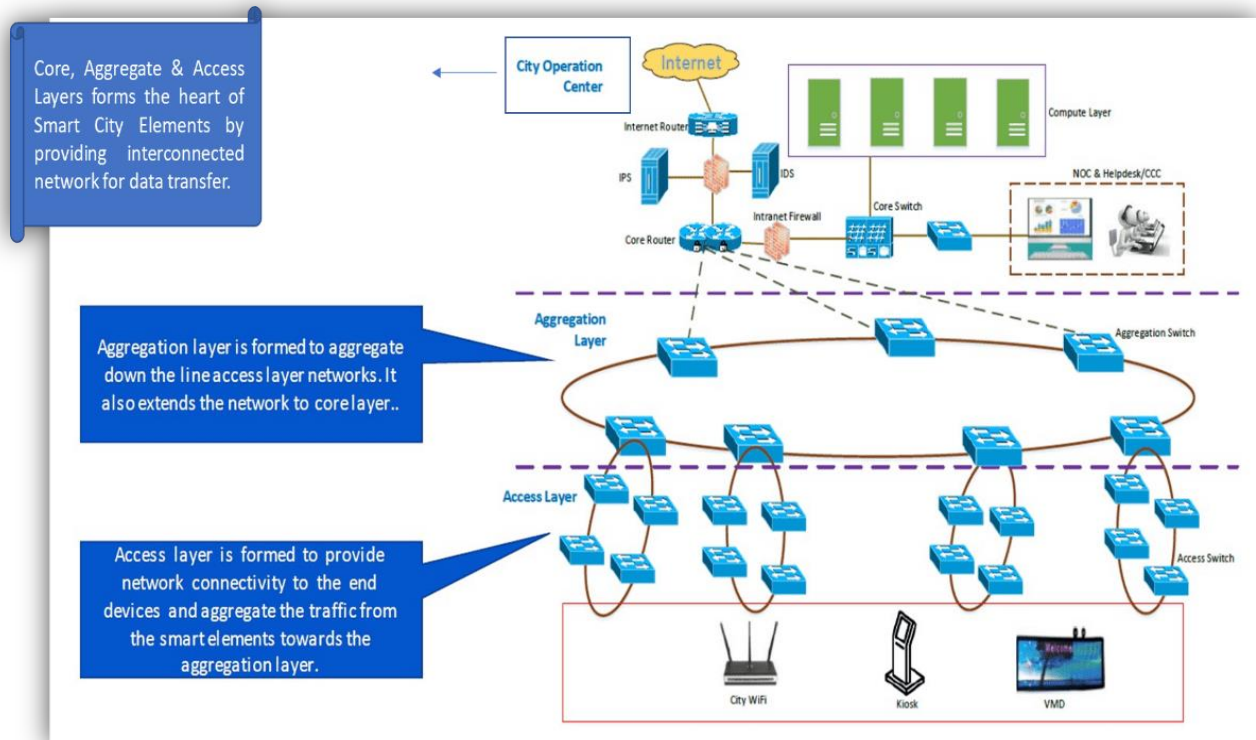 Core, Aggregate & Access
Layers forms the heart of
Smart City Elements by
providing interconnected
network for data transfer.
City Operation
Center
Internet
Internet Router
IPS
IDS
Core Router
Intranet Firewall
Core Switch
Compute Layer
NOC & Helpdesk/CCC
Aggregation
Layer
Aggregation Switch
Aggregation layer is formed to aggregate
down the line access layer networks. It
also extends the network to core layer..
Access Layer
Access Switch
Access layer is formed to provide
network connectivity to the end
devices and aggregate the traffic from
the smart elements towards the
aggregation layer.
Welcome
City WiFi
Kiosk
VMD